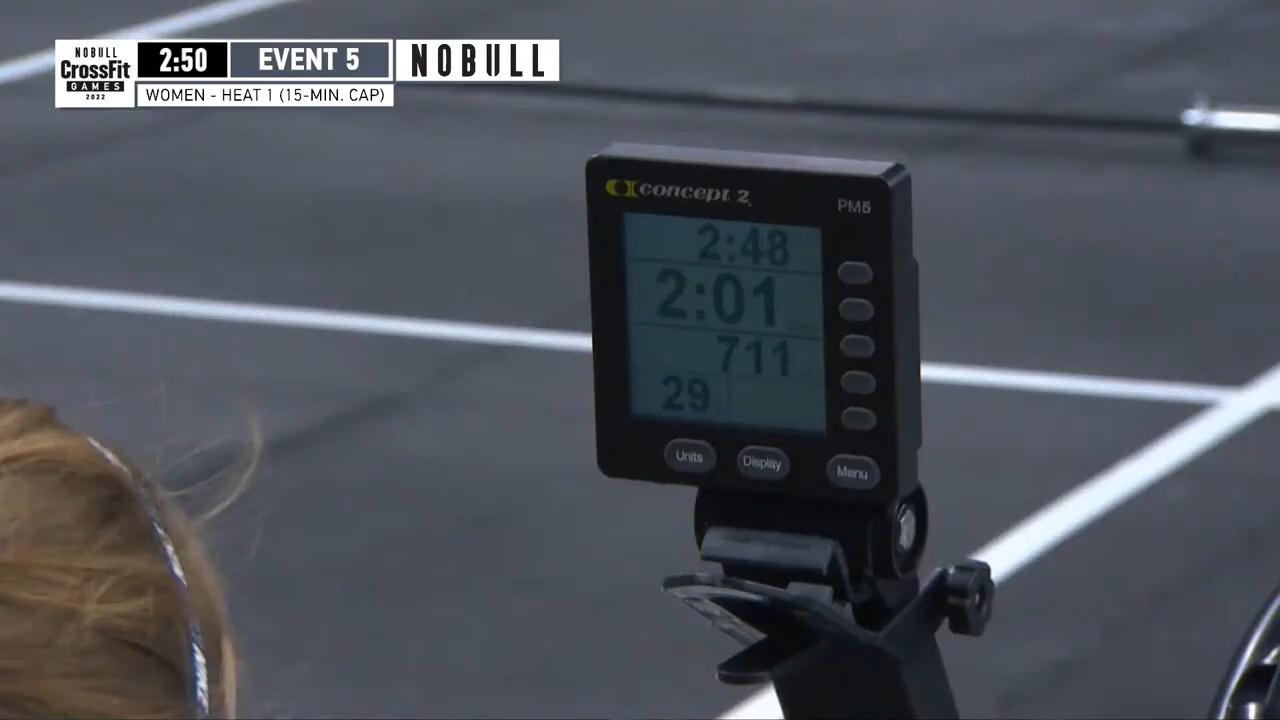 NOBULL
CrossFit
GAMES
2022
2:50
EVENT 5
NOBULL
WOMEN - HEAT 1 (15-MIN. CAP)
concept 2
PM5
2:48
2:01
711
29
Units
Display
Menu